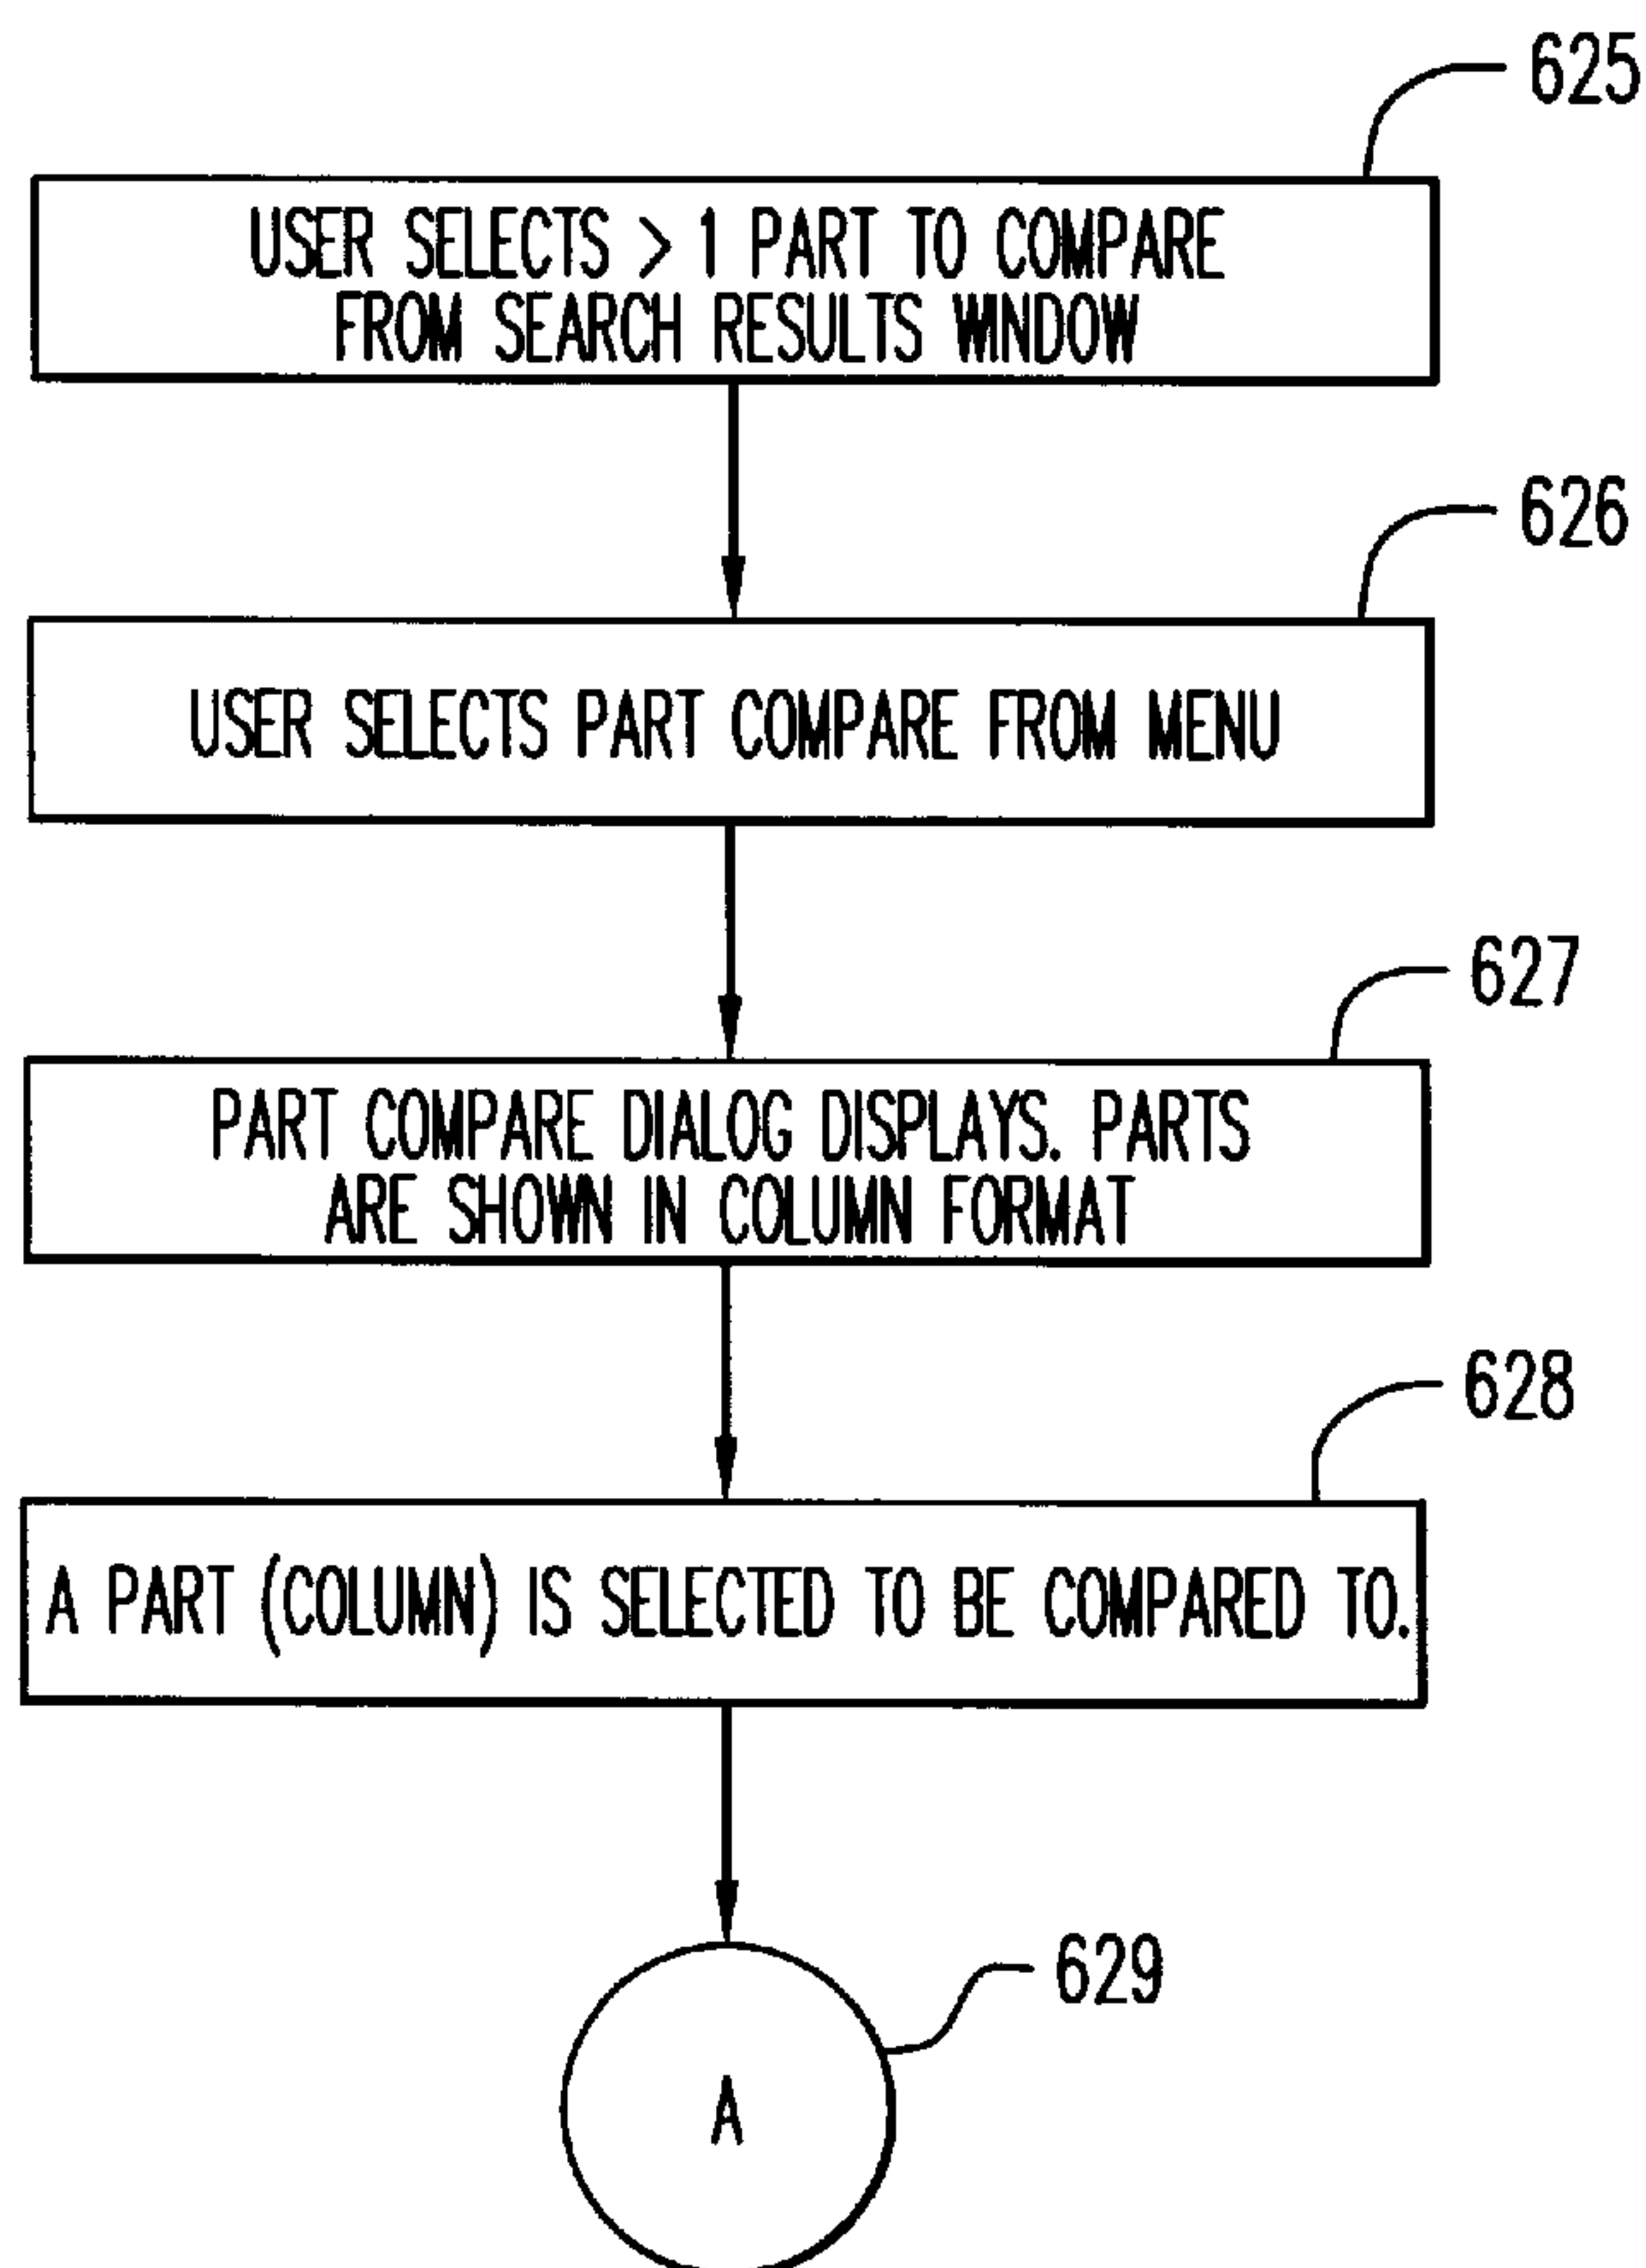 625
USER SELECTS > 1 PART TO COMPARE
FROM SEARCH RESULTS WINDOW
626
USER SELECTS PART COMPARE FROM MENU
627
PART COMPARE DIALOG DISPLAYS. PARTS
ARE SHOWN IN COLUMN FORMAT
628
A PART (COLUMN) IS SELECTED TO BE COMPARED TO.
629
A